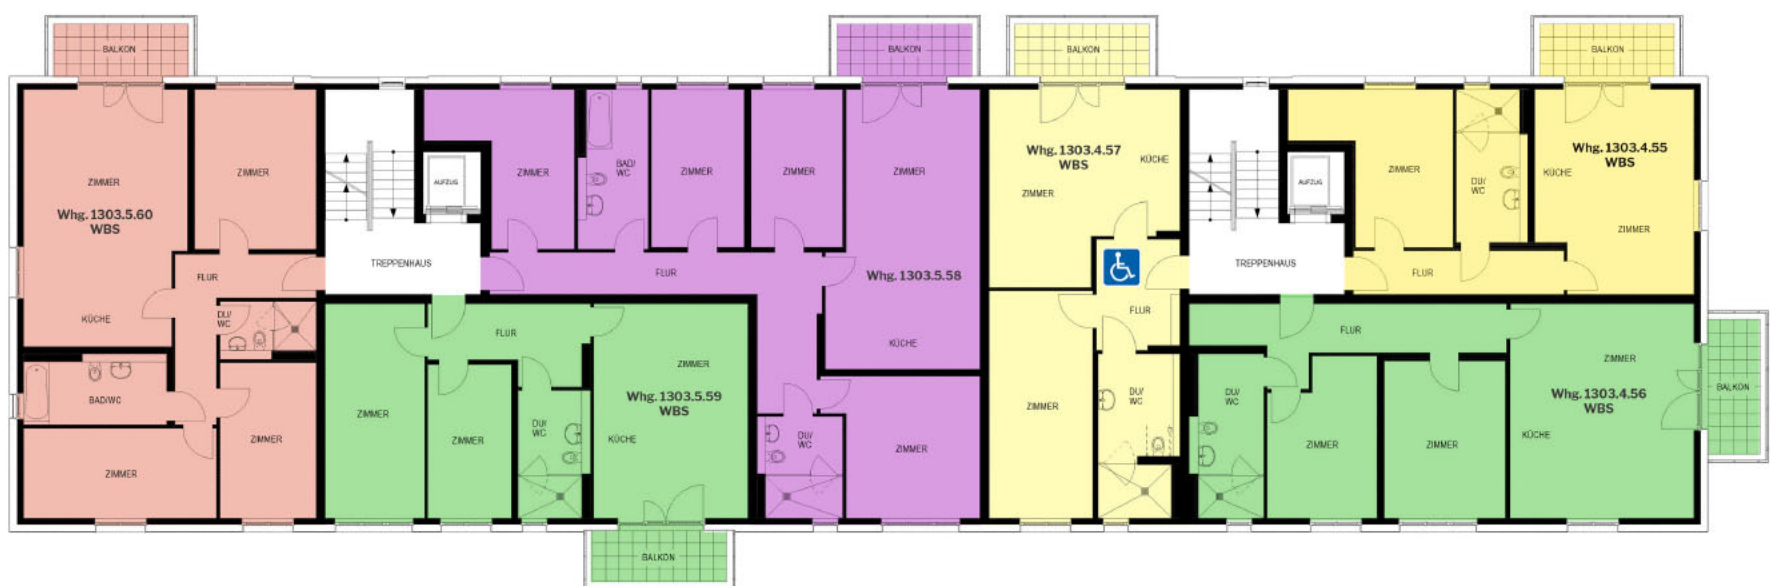 BALKON
BALKON
BALKON
BALKON
ZIMMER
Whg. 1303.5.60
WBS
ZIMMER
FLUR
KÜCHE
DU/
WC
BAD/WC
ZIMMER
ZIMMER
AUFZUG
TREPPENHAUS
ZIMMER
BAD/
WC
ZIMMER
ZIMMER
ZIMMER
FLUR
Whg. 1303.5.58
KÜCHE
DU/
WC
ZIMMER
ZIMMER
FLUR
ZIMMER
DU/
WC
ZIMMER
Whg. 1303.5.59
WBS
KÜCHE
BALKON
Whg. 1303.4.57
WBS
KÜCHE
ZIMMER
FLUR
ZIMMER
DU/
WC
AUFZUG
TREPPENHAUS
ZIMMER
DU/
WC
Whg. 1303.4.55
WBS
KÜCHE
ZIMMER
FLUR
FLUR
DU/
WC
ZIMMER
ZIMMER
ZIMMER
Whg. 1303.4.56
WBS
KÜCHE
BALKON